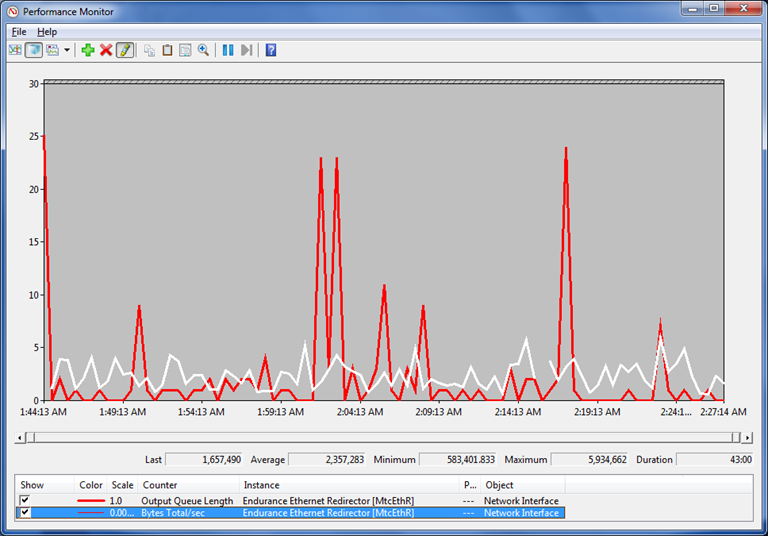 Performance Monitor
File Help
30
25
20
15
10
5
0
1:44:13 AM 1:49:13 AM 1:54:13 AM 1:59:13 AM 2:04:13 AM 2:09:13 AM 2:14:13 AM 2:19:13 AM 2:24:1... 2:27:14 AM
Last 1,657,490 Average 2,357,283 Minimum 583,401.833 Maximum 5,934,662 Duration 43:00
Show Color Scale Counter Instance P... Object
1.0 Output Queue Length Endurance Ethernet Redirector [MtcEthR] --- Network Interface
0.00... Bytes Total/sec Endurance Ethernet Redirector [MtcEthR] --- Network Interface